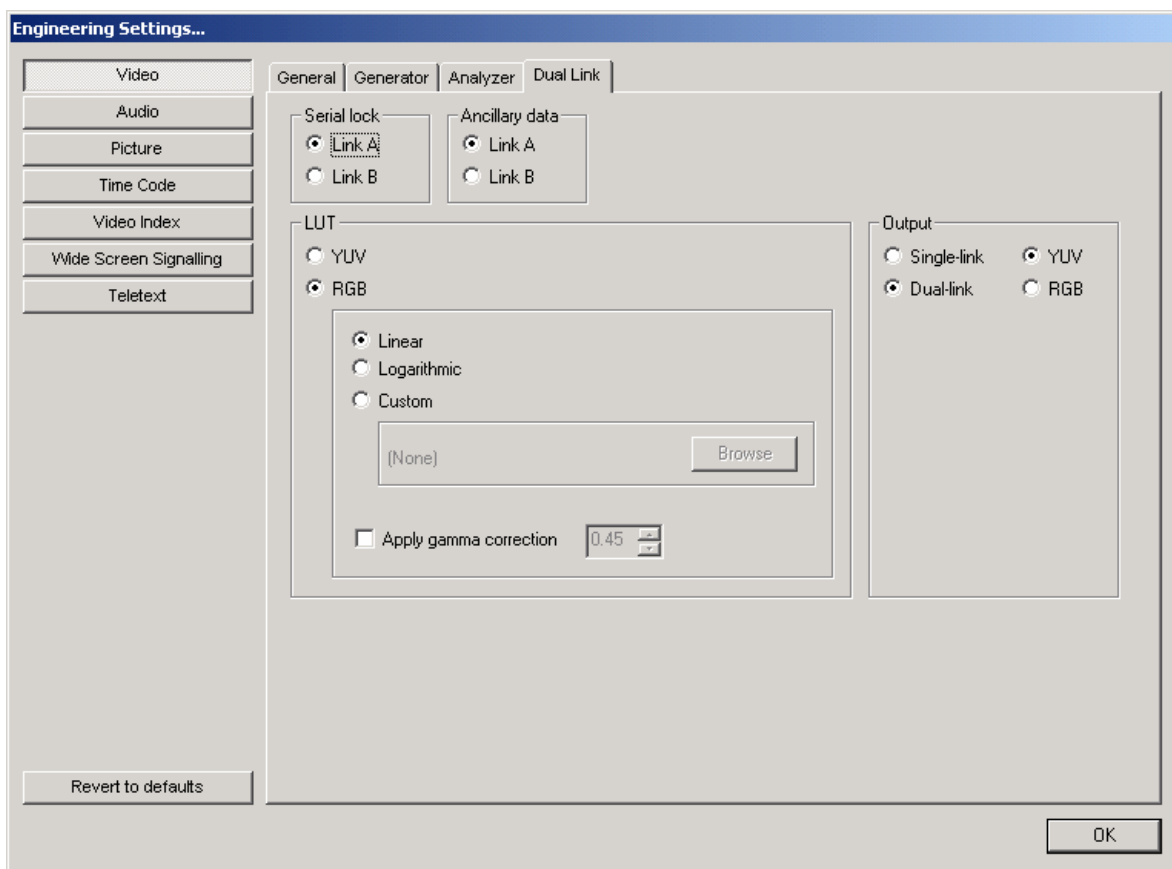 Engineering Settings...
Video
Audio
Picture
Time Code
Video Index
Wide Screen Signalling
Teletext
Revert to defaults
General
Generator
Analyzer
Dual Link
Serial lock
Link A
Link B
Ancillary data
Link A
Link B
LUT
YUV
RGB
Linear
Logarithmic
Custom
(None)
Browse
Apply gamma correction
0.45
Output
Single-link
YUV
Dual-link
RGB
OK